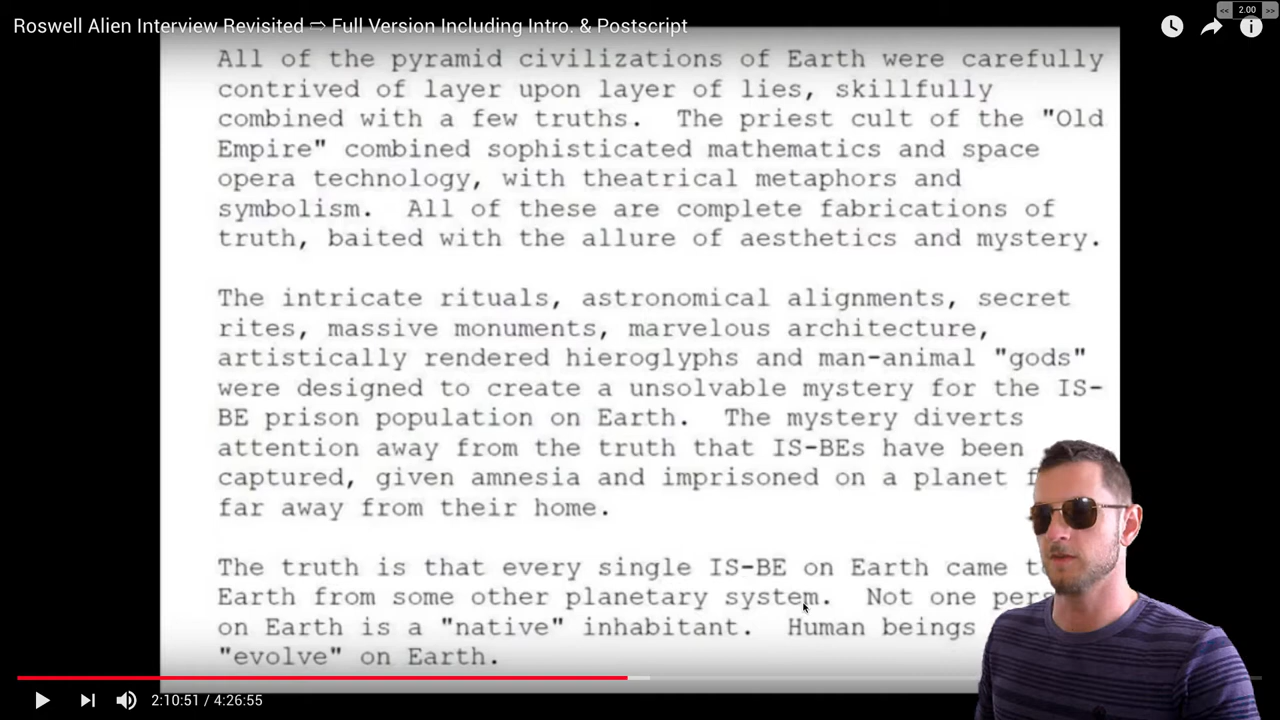 Roswell Alien Interview Revisited ⇨ Full Version Including Intro. & Postscript
<< 2.00 >>
All of the pyramid civilizations of Earth were carefully
contrived of layer upon layer of lies, skillfully
combined with a few truths. The priest cult of the "Old
Empire" combined sophisticated mathematics and space
opera technology, with theatrical metaphors and
symbolism. All of these are complete fabrications of
truth, baited with the allure of aesthetics and mystery.
The intricate rituals, astronomical alignments, secret
rites, massive monuments, marvelous architecture,
artistically rendered hieroglyphs and man-animal "gods"
were designed to create a unsolvable mystery for the IS-
BE prison population on Earth. The mystery diverts
attention away from the truth that IS-BEs have been
captured, given amnesia and imprisoned on a planet
far away from their home.
The truth is that every single IS-BE on Earth came
Earth from some other planetary system. Not one
on Earth is a "native" inhabitant. Human beings
"evolve" on Earth.
2:10:51 / 4:26:55